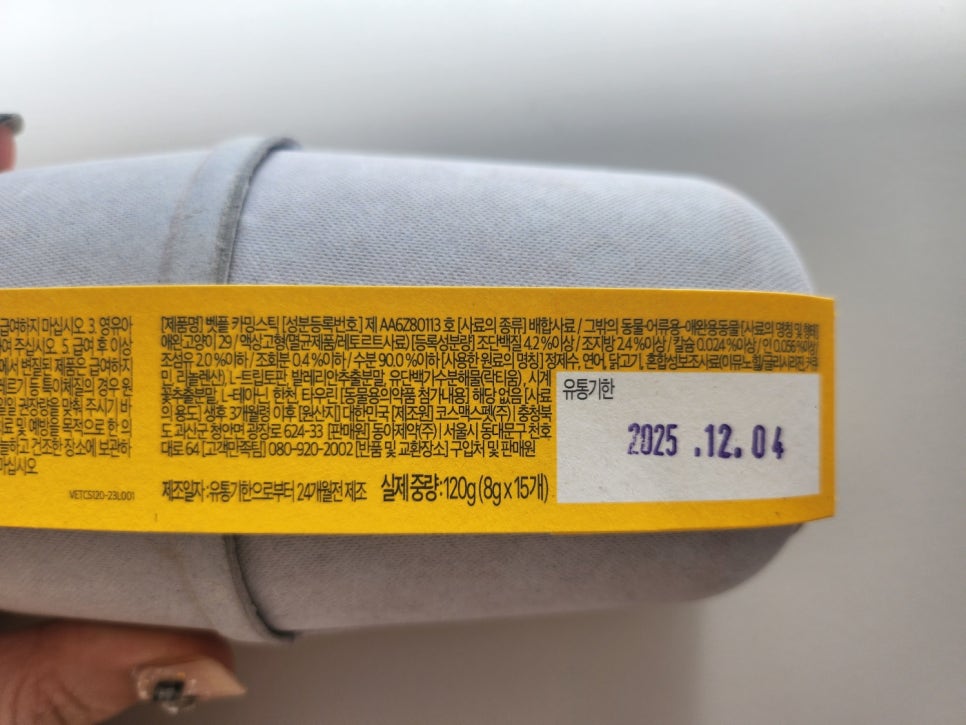 급여하지 마십시오 3. 영유아
여 주십시오. 5. 급여 후 이상
에서 변질된 제품은 급여하지
레르기 등 특이체질의 경우 원
료 및 예방을 목적으로 한 의
늘하고 건조한 장소에 보관하
마십시오
VETCS120-23L001
[제품명] 벳플 카밍스틱 [성분등록번호] 제 AA6Z80113 호 [사료의 종류] 배합사료 / 그밖의 동물·어류용-애완용동물 [사료의 명칭 및 형태]
애완고양이 29 / 액상고형(멸균제품/레토르트사료) [등록성분량] 조단백질 4.2%이상 / 조지방 2.4%이상 / 칼슘 0.024%이상 / 인 0.056%이상
조섬유 2.0%이하 / 조회분 0.4%이하 / 수분 90.0%이하 [사용한 원료의 명칭] 정제수, 연어, 닭고기, 혼합성보조사료
L-트립토판, 발레리안추출분말, 유단백가수분해물(락티움), 시계
꽃추출분말, L-테아닌, 한천, 타우린 [동물용의약품 첨가내용] 해당 없음 [사료
의 용도] 생후 3개월령 이후 [원산지] 대한민국 [제조원] 코스맥스펫(주) | 충청북
도 괴산군 청안면 광장로 624-33 [판매원] 동아제약(주) | 서울시 동대문구 천호
대로 64 [고객만족팀] 080-920-2002 [반품 및 교환장소] 구입처 및 판매원
제조일자 : 유통기한으로부터 24개월전 제조 실제 중량 : 120g (8g x 15개)
유통기한
2025 .12. 04